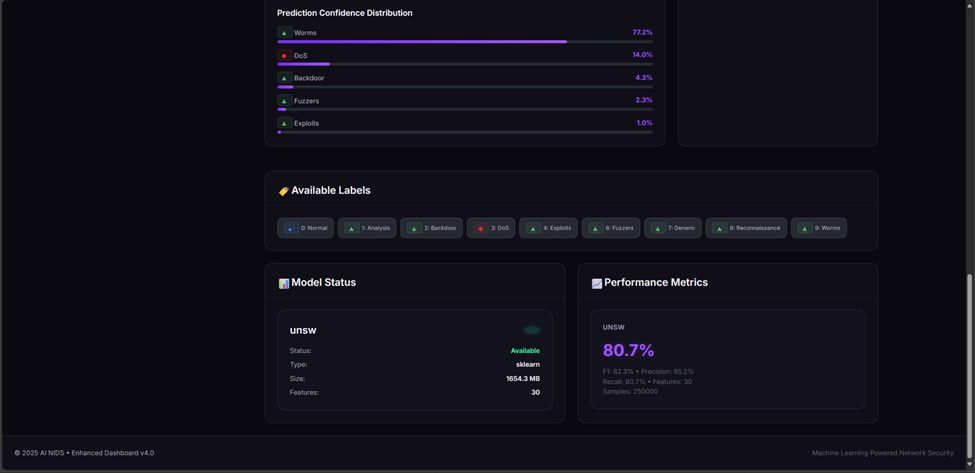 Prediction Confidence Distribution
Worms 77.2%
DoS 14.0%
Backdoor 4.3%
Fuzzers 2.3%
Exploits 1.0%
Available Labels
0: Normal 1: Analysis 2: Backdoor 3: DoS 4: Exploits 6: Fuzzers 7: Generic 8: Reconnaissance 9: Worms
Model Status
unsw
Status: Available
Type: sklearn
Size: 1654.3 MB
Features: 30
Performance Metrics
UNSW
80.7%
F1: 82.3% • Precision: 85.2%
Recall: 80.7% • Features: 30
Samples: 250000
© 2025 AI NIDS • Enhanced Dashboard v4.0
Machine Learning Powered Network Security